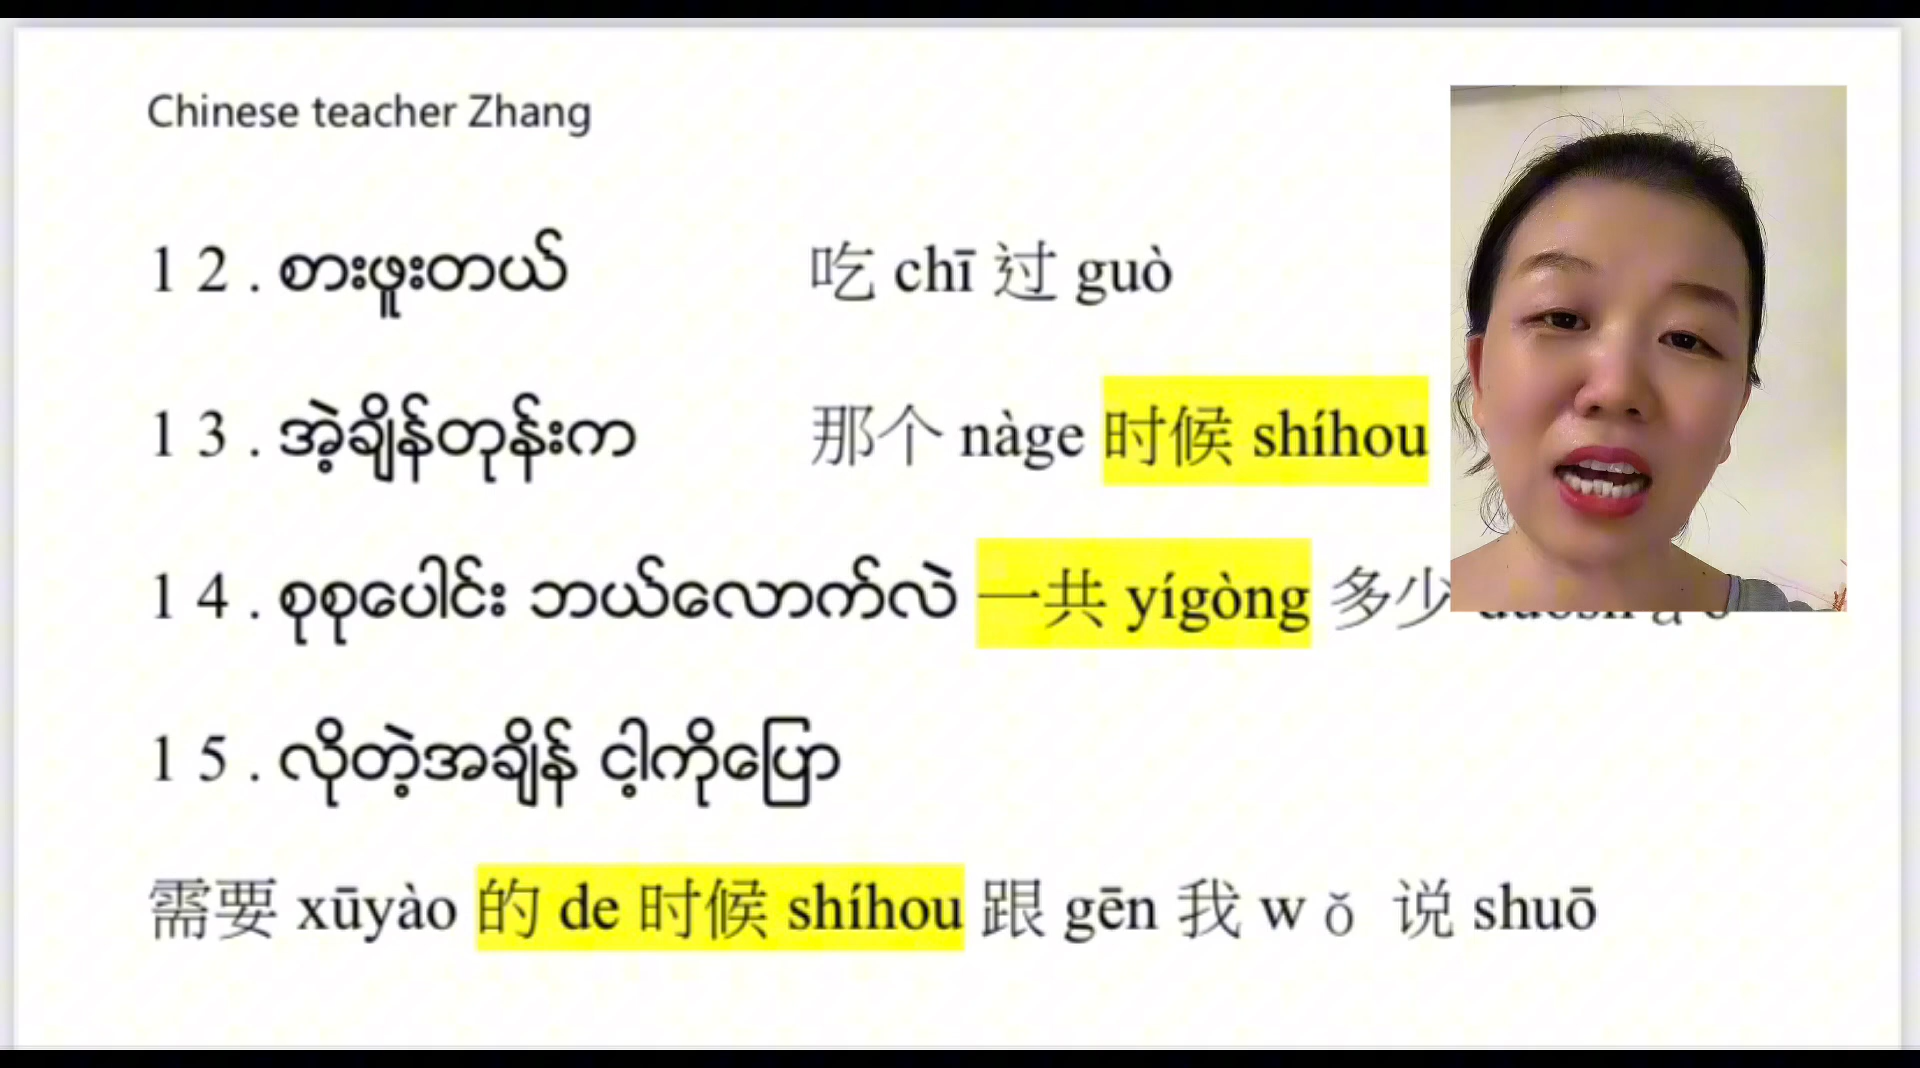 Chinese teacher Zhang
1 2 . စားဖူးတယ် 吃 chī 过 guò
1 3 . အဲ့ချိန်တုန်းက 那个 nàge 时候 shíhou
1 4 . စုစုပေါင်း ဘယ်လောက်လဲ 一共 yígòng 多少
1 5 . လိုတဲ့အချိန် ငါ့ကိုပြော
需要 xūyào 的 de 时候 shíhou 跟 gēn 我 wǒ 说 shuō